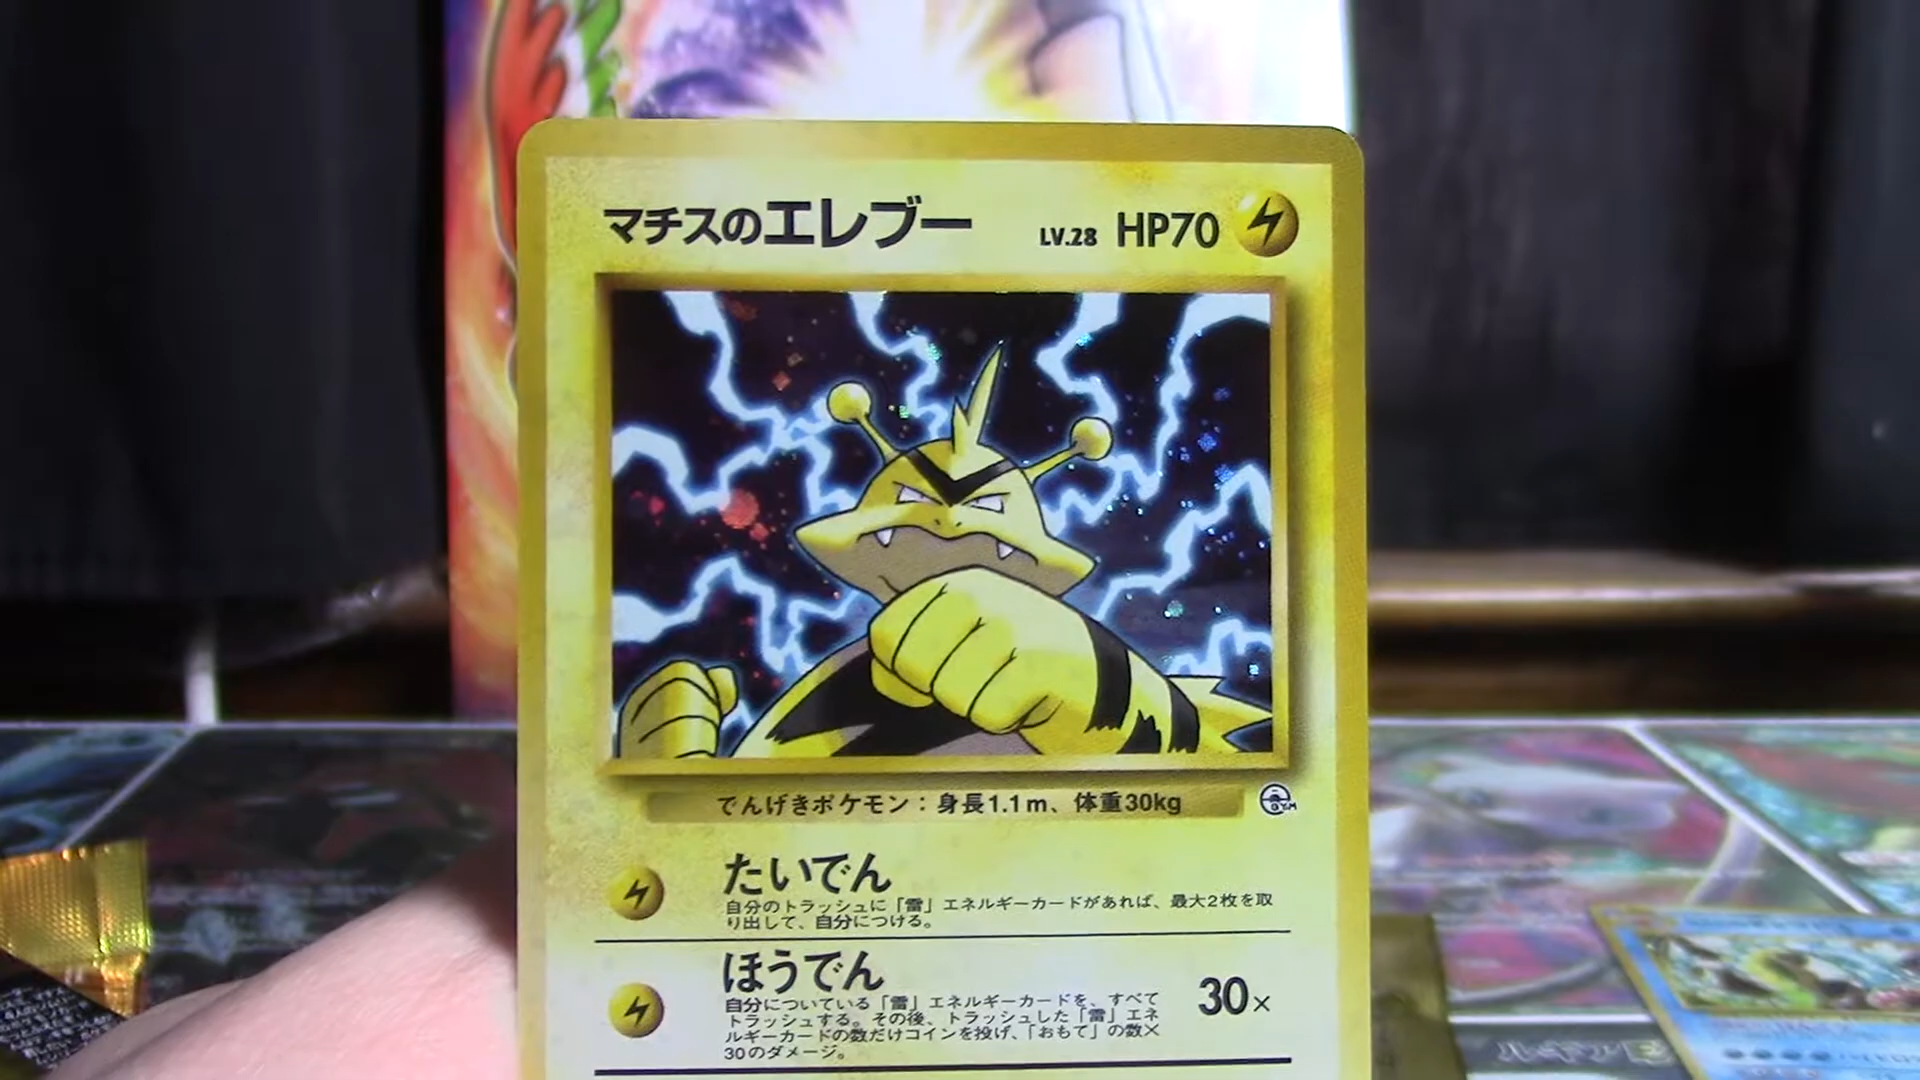 マチスのエレブー LV.28 HP70
でんげきポケモン：身長1.1m、体重30kg
GYM
たいでん
自分のトラッシュに「雷」エネルギーカードがあれば、最大2枚を取
り出して、自分につける。
ほうでん
30×
自分についている「雷」エネルギーカードを、すべて
トラッシュする。その後、トラッシュした「雷」エネ
ルギーカードの数だけコインを投げ、「おもて」の数×
30のダメージ。